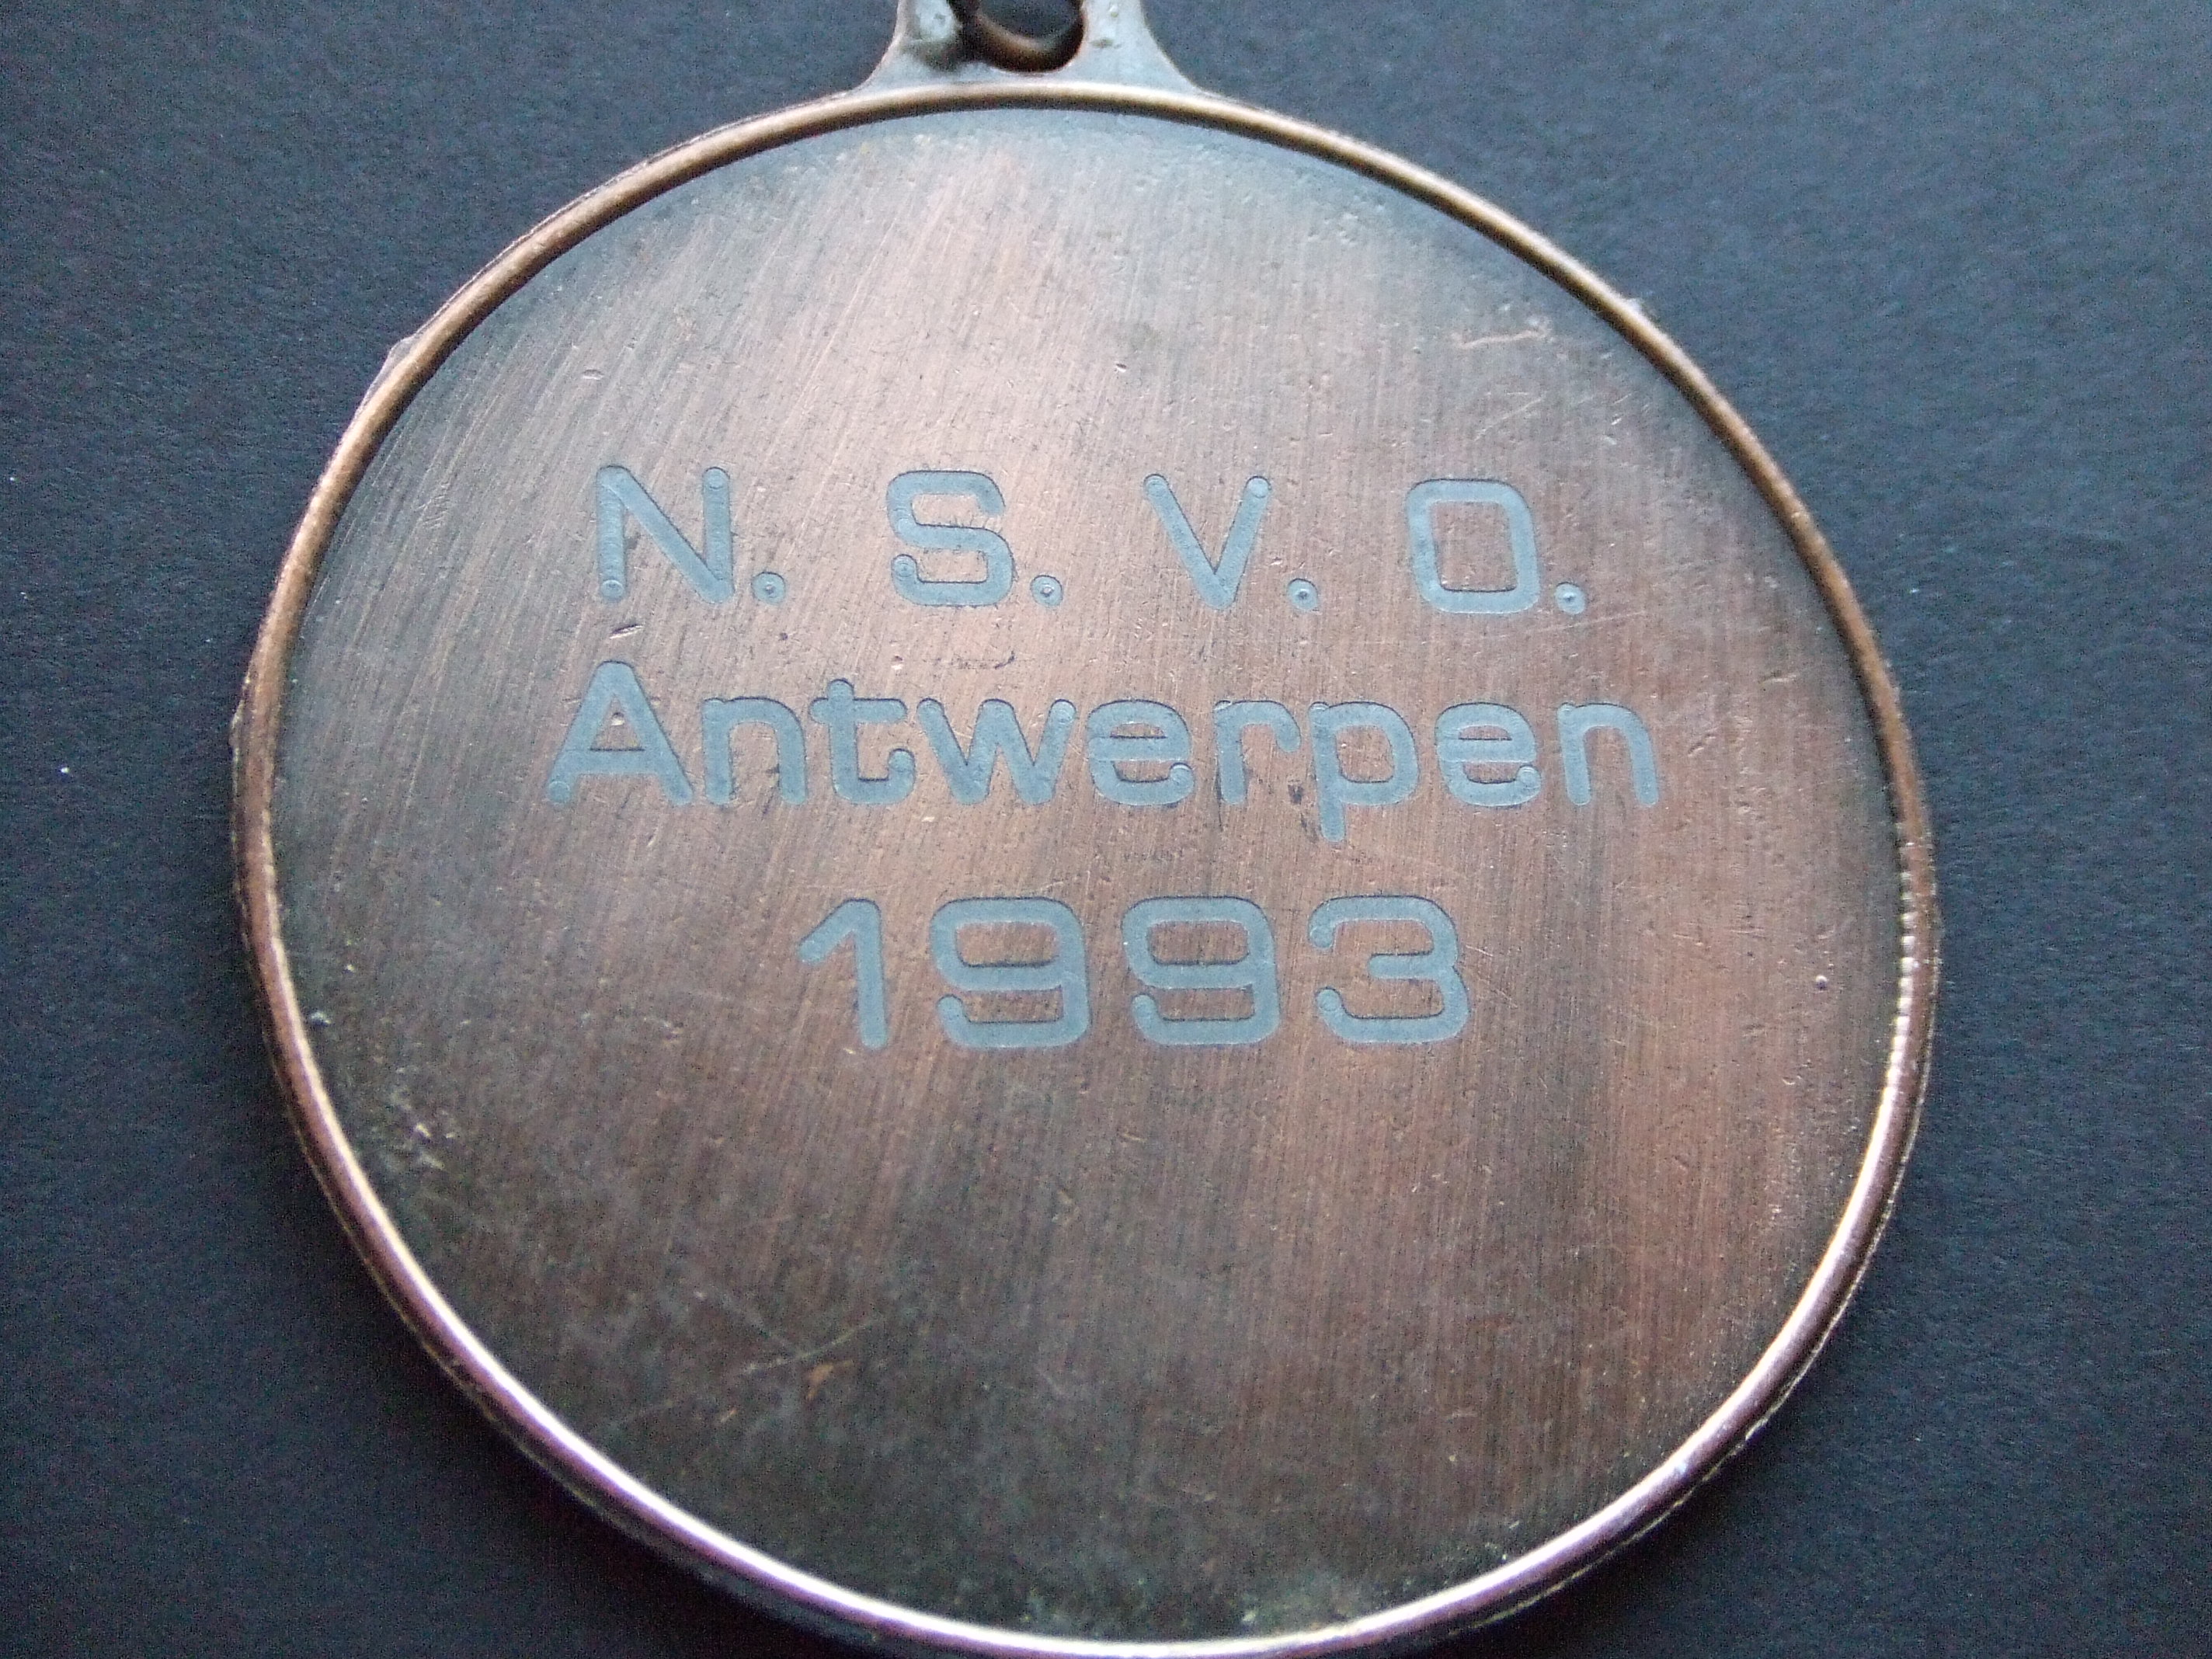 N. S. V. O.
Antwerpen
1993